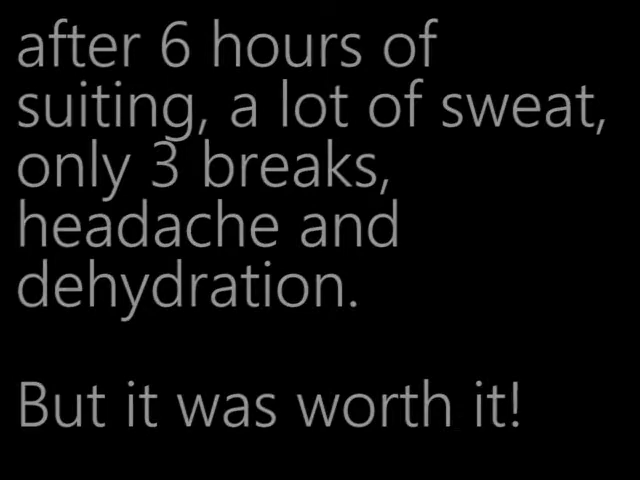 after 6 hours of
suiting, a lot of sweat,
only 3 breaks,
headache and
dehydration.
But it was worth it!